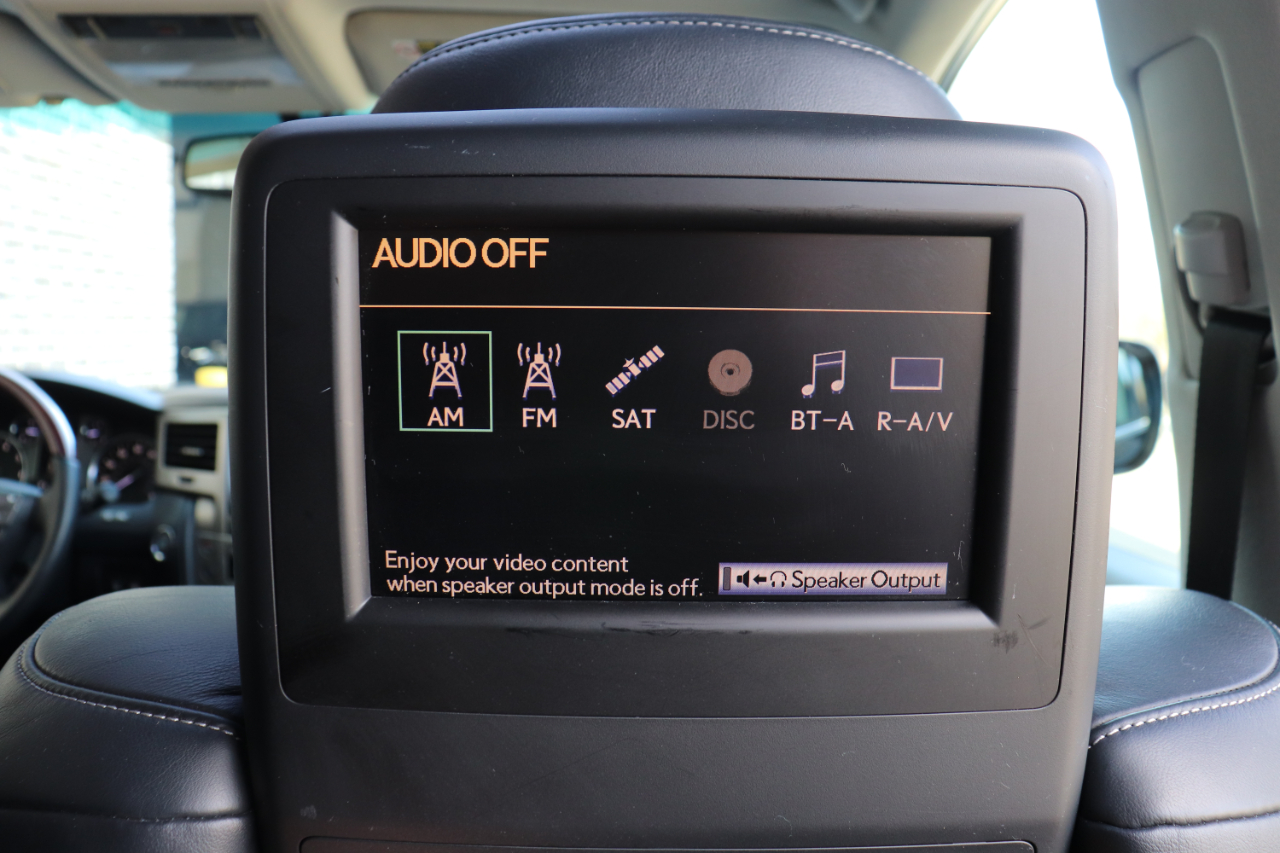 AUDIO OFF
AM FM SAT DISC BT-A R-A/V
Enjoy your video content
when speaker output mode is off.
Speaker Output